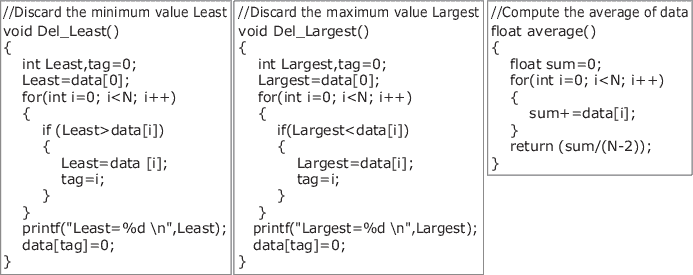 //Discard the minimum value Least
void Del_Least()
{
int Least,tag=0;
Least=data[0];
for(int i=0; i<N; i++)
{
if (Least>data[i])
{
Least=data [i];
tag=i;
}
}
printf("Least=%d \n",Least);
data[tag]=0;
}
//Discard the maximum value Largest
void Del_Largest()
{
int Largest,tag=0;
Largest=data[0];
for(int i=0; i<N; i++)
{
if(Largest<data[i])
{
Largest=data[i];
tag=i;
}
}
printf("Largest=%d \n",Largest);
data[tag]=0;
}
//Compute the average of data
float average()
{
float sum=0;
for(int i=0; i<N; i++)
{
sum+=data[i];
}
return (sum/(N-2));
}